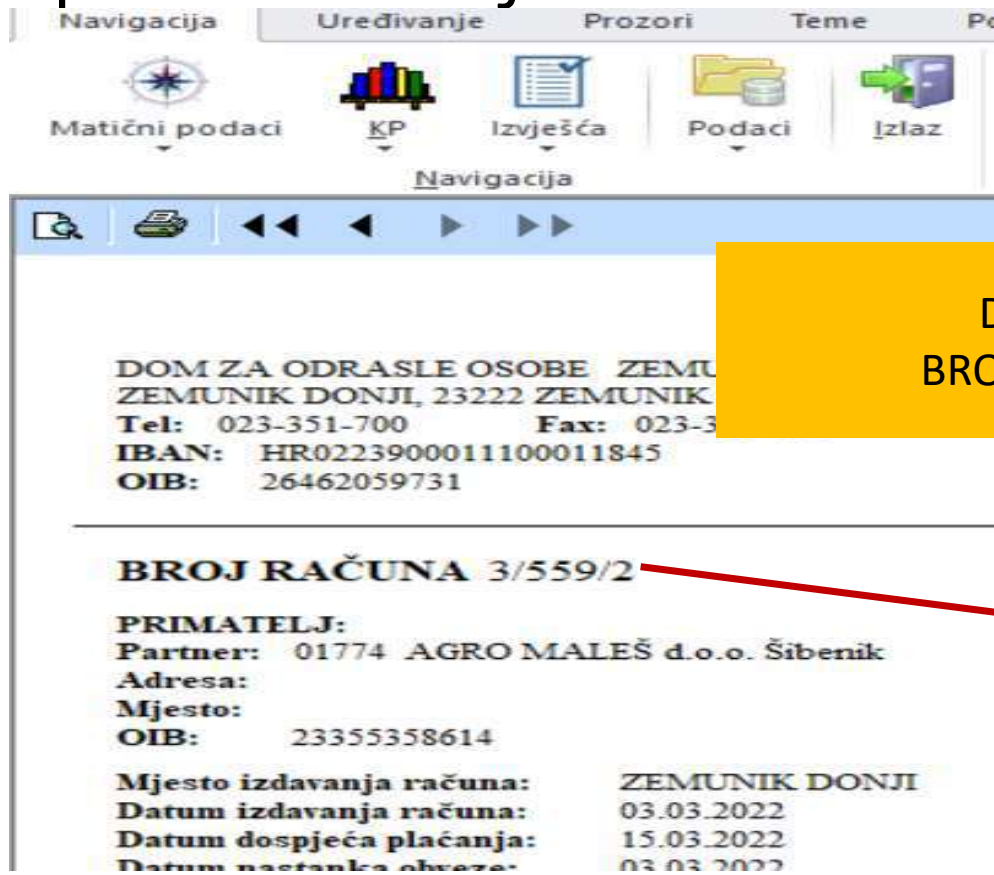 Navigacija Uređivanje Prozori Teme
Matični podaci KP Izvješća Podaci Izlaz
Navigacija
DOM ZA ODRASLE OSOBE
BROJ RAČUNA 3/559/2
ZEMUNIK DONJI, 23222 ZEMUNIK
Tel: 023-351-700 Fax: 023-3
IBAN: HR0223900011100011845
OIB: 26462059731
PRIMATELJ:
Partner: 01774 AGRO MALEŠ d.o.o. Šibenik
Adresa:
Mjesto:
OIB: 23355358614
Mjesto izdavanja računa: ZEMUNIK DONJI
Datum izdavanja računa: 03.03.2022
Datum dospjeća plaćanja: 15.03.2022
Datum nastanka obveze: 03.03.2022